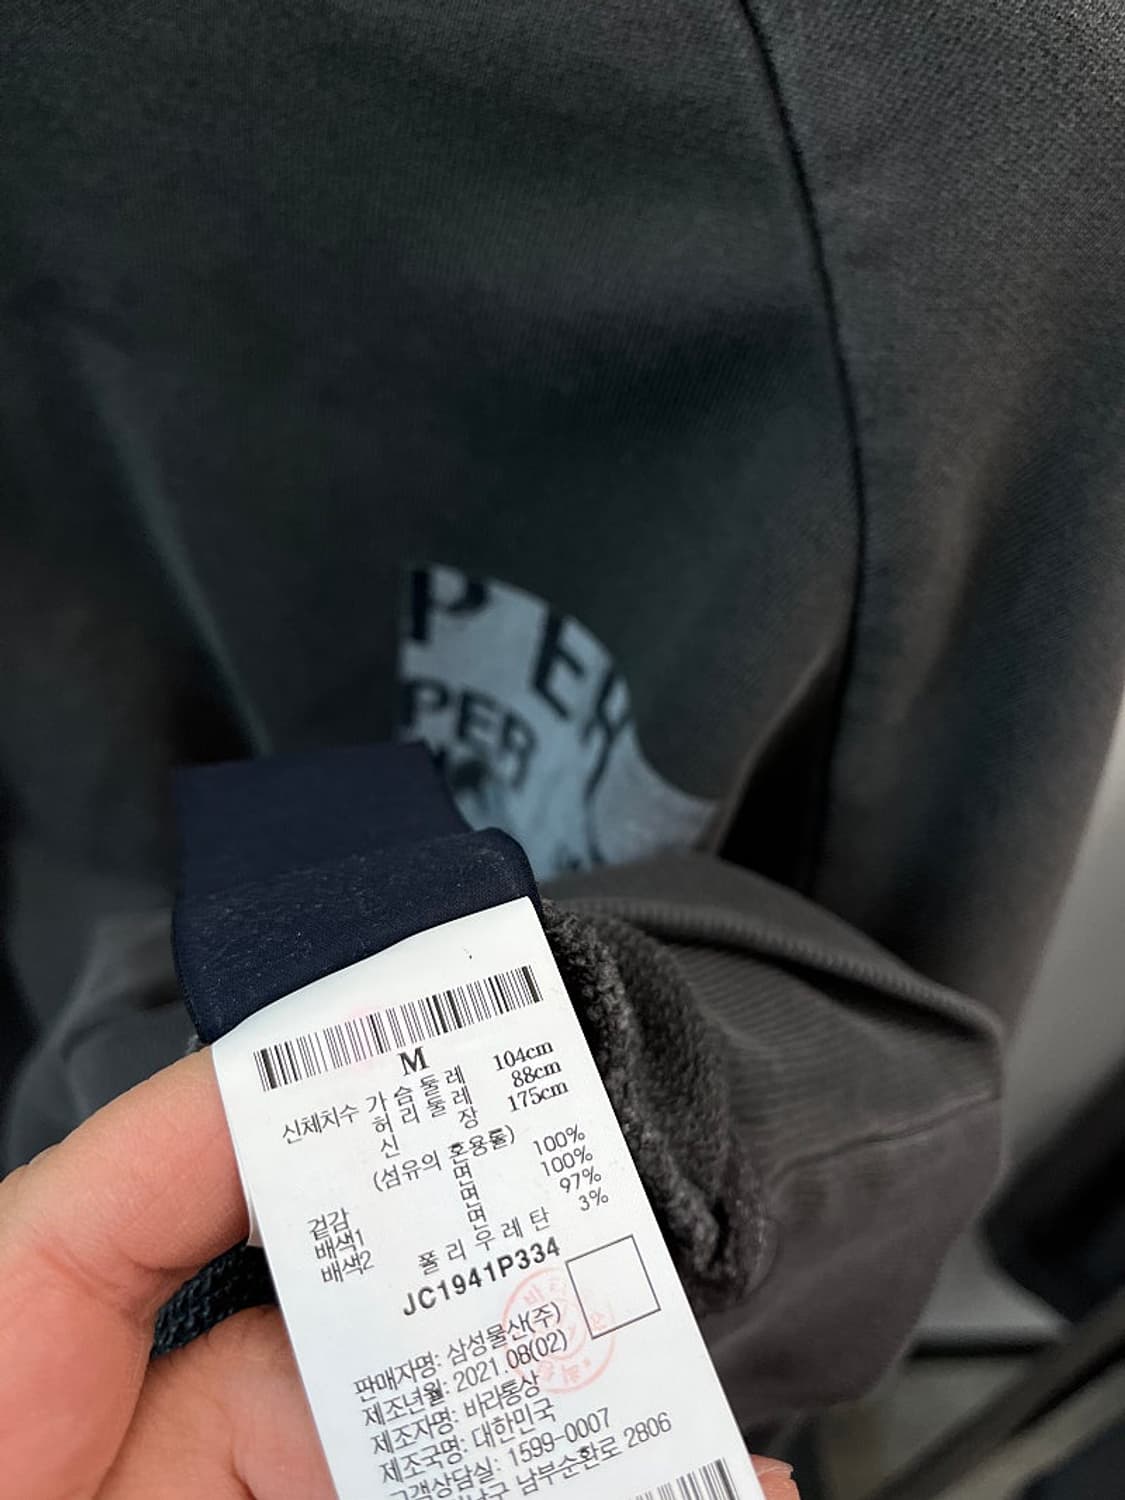 P EH
PER
M
신체치수 가슴둘레 104cm
허리둘레 88cm
신 장 175cm
(섬유의 혼용률)
겉감 면 100%
배색1 면 100%
배색2 면 97%
폴리우레탄 3%
JC1941P334
판매자명: 삼성물산(주)
제조년월: 2021.08(02)
제조자명: 바라통상
제조국명: 대한민국
고객상담실: 1599-0007
남부순환로 2806